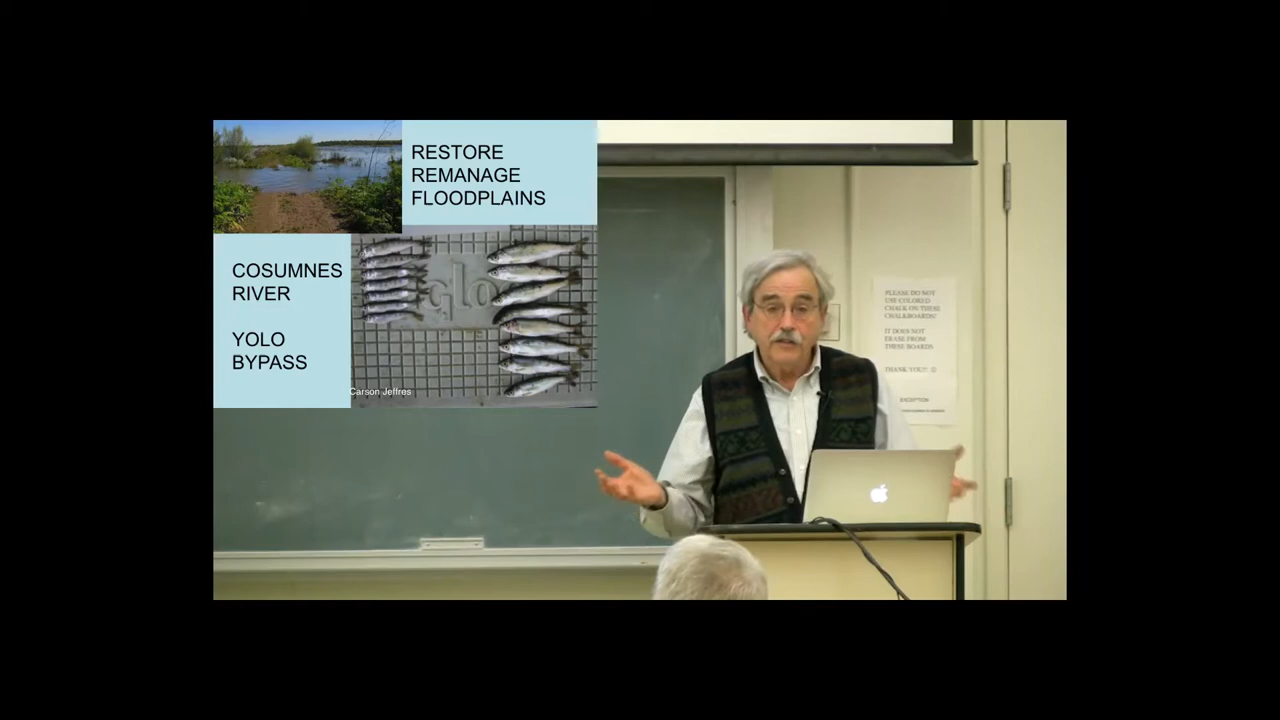 RESTORE
REMANAGE
FLOODPLAINS
COSUMNES
RIVER
YOLO
BYPASS
Carson Jeffres
PLEASE DO NOT
USE COLORED
CHALK ON THESE
CHALKBOARDS!
IT DOES NOT
ERASE FROM
THESE BOARDS
THANK YOU!!! ☺
EXCEPTION